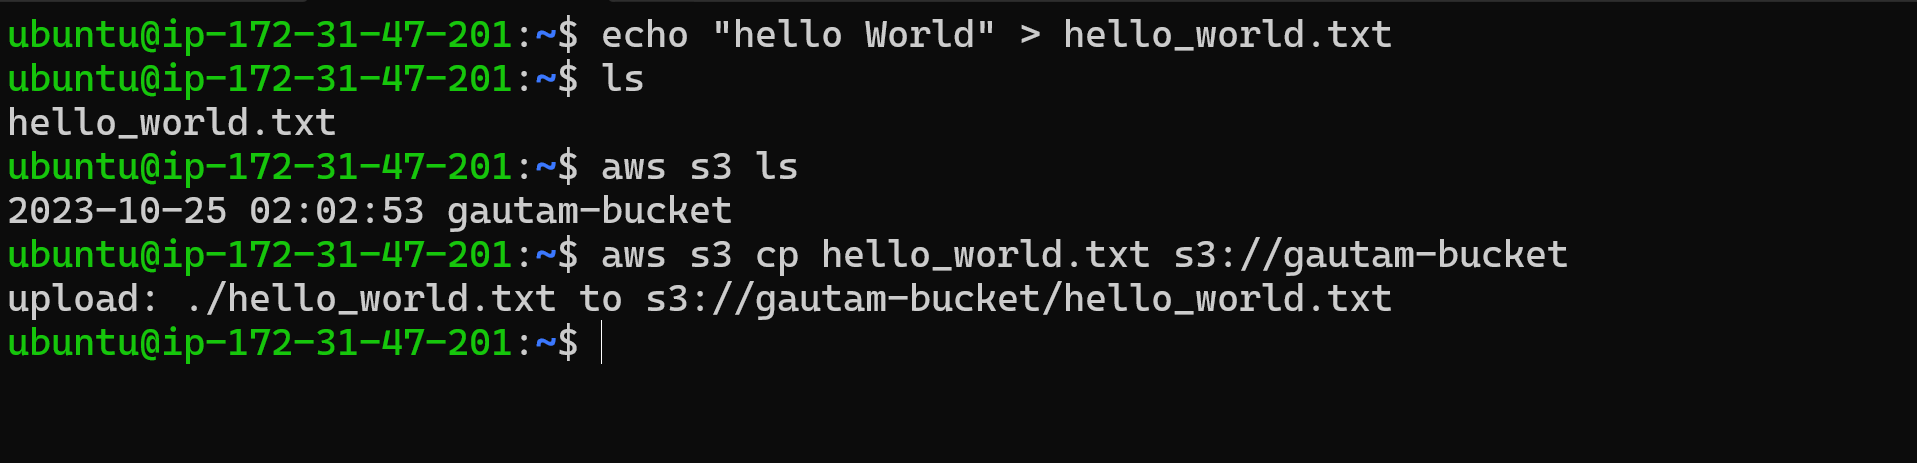 ubuntu@ip-172-31-47-201:~$ echo "hello World" > hello_world.txt
ubuntu@ip-172-31-47-201:~$ ls
hello_world.txt
ubuntu@ip-172-31-47-201:~$ aws s3 ls
2023-10-25 02:02:53 gautam-bucket
ubuntu@ip-172-31-47-201:~$ aws s3 cp hello_world.txt s3://gautam-bucket
upload: ./hello_world.txt to s3://gautam-bucket/hello_world.txt
ubuntu@ip-172-31-47-201:~$